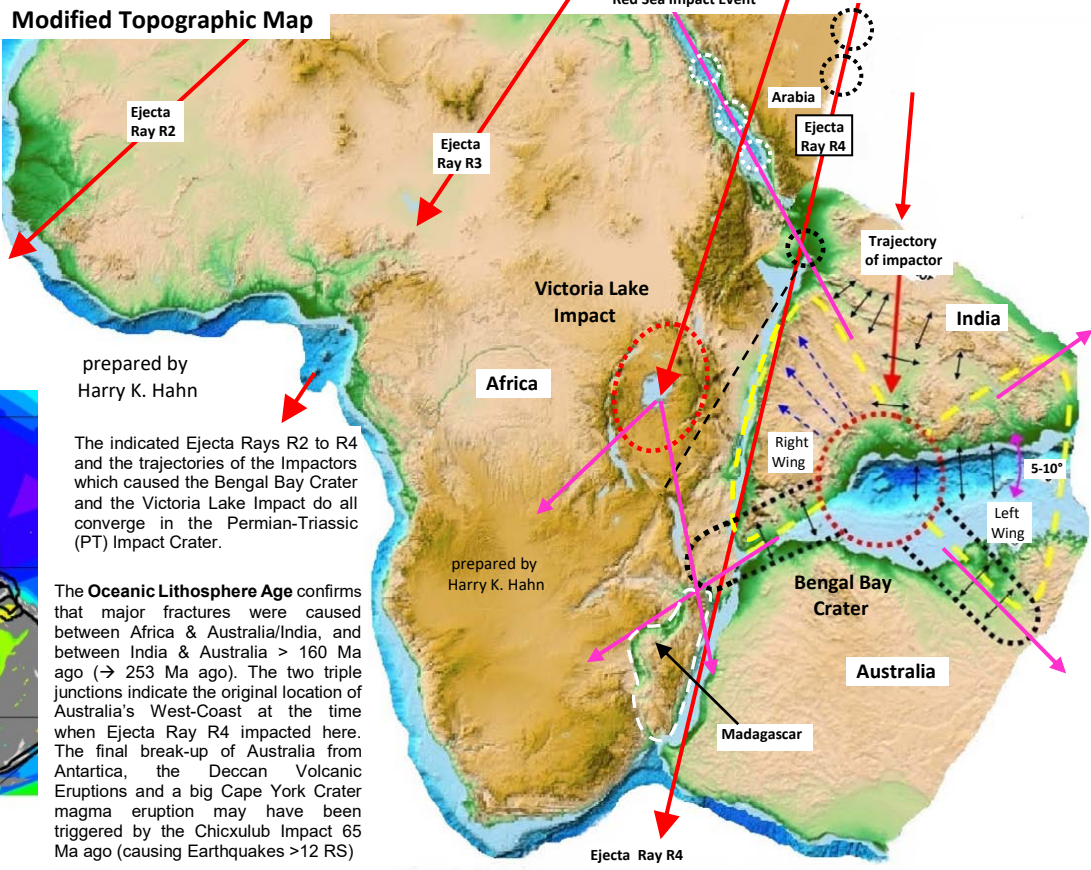 Modified Topographic Map
Red Sea Impact Event
Ejecta
Ray R2
Ejecta
Ray R3
Arabia
Ejecta
Ray R4
Trajectory
of impactor
India
Victoria Lake
Impact
Africa
prepared by
Harry K. Hahn
The indicated Ejecta Rays R2 to R4
and the trajectories of the Impactors
which caused the Bengal Bay Crater
and the Victoria Lake Impact do all
converge in the Permian-Triassic
(PT) Impact Crater.
Right
Wing
5-10°
Left
Wing
prepared by
Harry K. Hahn
Bengal Bay
Crater
Australia
Madagascar
The Oceanic Lithosphere Age confirms
that major fractures were caused
between Africa & Australia/India, and
between India & Australia > 160 Ma
ago (→ 253 Ma ago). The two triple
junctions indicate the original location of
Australia's West-Coast at the time
when Ejecta Ray R4 impacted here.
The final break-up of Australia from
Antartica, the Deccan Volcanic
Eruptions and a big Cape York Crater
magma eruption may have been
triggered by the Chicxulub Impact 65
Ma ago (causing Earthquakes >12 RS)
Ejecta Ray R4